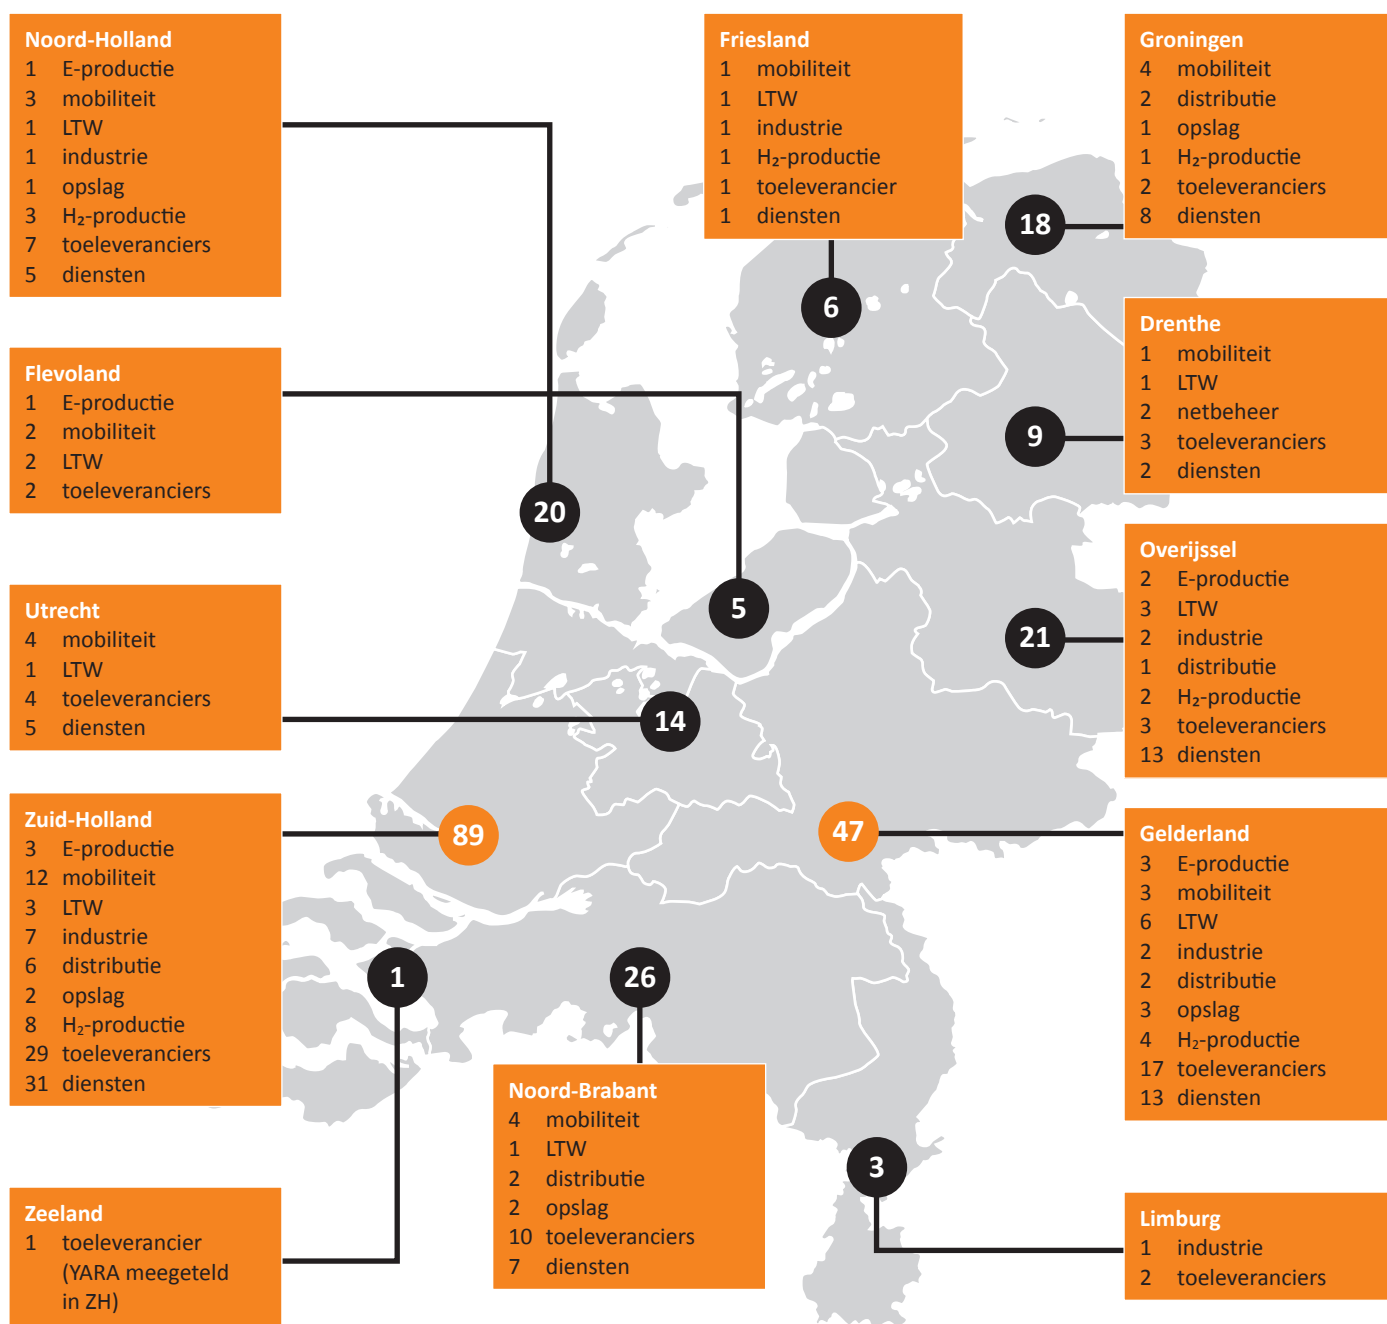 Noord-Holland
1 E-productie
3 mobiliteit
1 LTW
1 industrie
1 opslag
3 H₂-productie
7 toeleveranciers
5 diensten
Flevoland
1 E-productie
2 mobiliteit
2 LTW
2 toeleveranciers
Utrecht
4 mobiliteit
1 LTW
4 toeleveranciers
5 diensten
Zuid-Holland
3 E-productie
12 mobiliteit
3 LTW
7 industrie
6 distributie
2 opslag
8 H₂-productie
29 toeleveranciers
31 diensten
Zeeland
1 toeleverancier
(YARA meegeteld
in ZH)
Friesland
1 mobiliteit
1 LTW
1 industrie
1 H₂-productie
1 toeleverancier
1 diensten
Noord-Brabant
4 mobiliteit
1 LTW
2 distributie
2 opslag
10 toeleveranciers
7 diensten
Groningen
4 mobiliteit
2 distributie
1 opslag
1 H₂-productie
2 toeleveranciers
8 diensten
Drenthe
1 mobiliteit
1 LTW
2 netbeheer
3 toeleveranciers
2 diensten
Overijssel
2 E-productie
3 LTW
2 industrie
1 distributie
2 H₂-productie
3 toeleveranciers
13 diensten
Gelderland
3 E-productie
3 mobiliteit
6 LTW
2 industrie
2 distributie
3 opslag
4 H₂-productie
17 toeleveranciers
13 diensten
Limburg
1 industrie
2 toeleveranciers
18
6
9
20
5
21
14
89
47
1
26
3